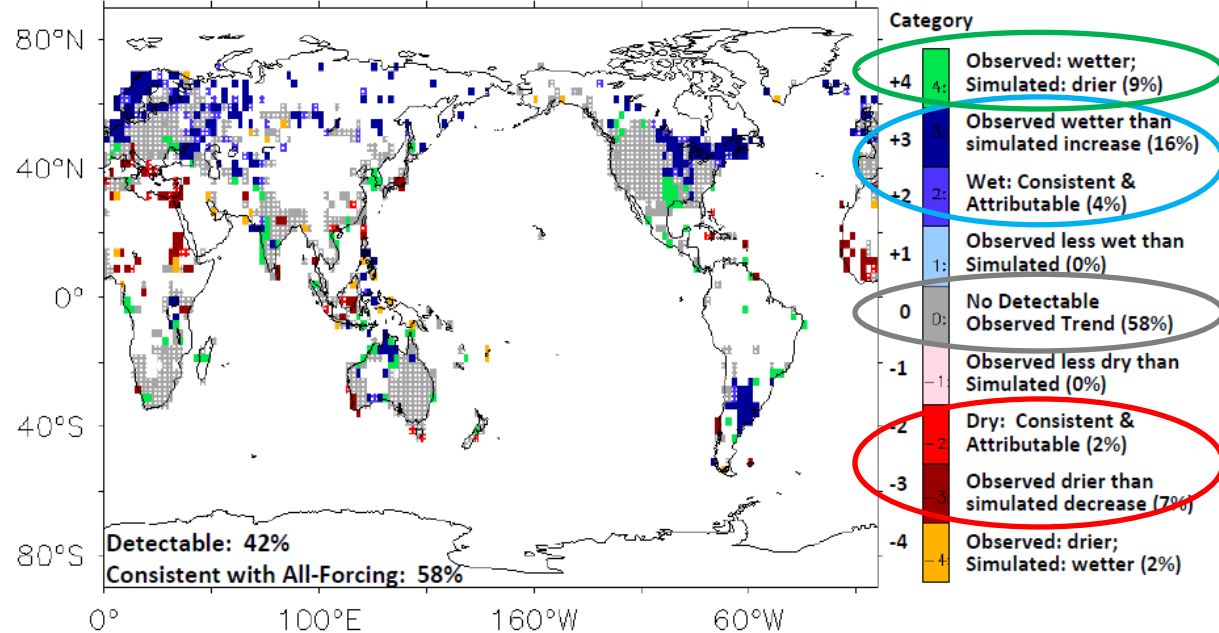 80°N
40°N
0°
40°S
80°S
0°
100°E
160°W
60°W
Detectable: 42%
Consistent with All-Forcing: 58%
Category
+4
4:
Observed: wetter;
Simulated: drier (9%)
+3
3:
Observed wetter than
simulated increase (16%)
+2
2:
Wet: Consistent &
Attributable (4%)
+1
1:
Observed less wet than
Simulated (0%)
0
0:
No Detectable
Observed Trend (58%)
-1
-1:
Observed less dry than
Simulated (0%)
-2
-2
Dry: Consistent &
Attributable (2%)
-3
-3
Observed drier than
simulated decrease (7%)
-4
-4:
Observed: drier;
Simulated: wetter (2%)